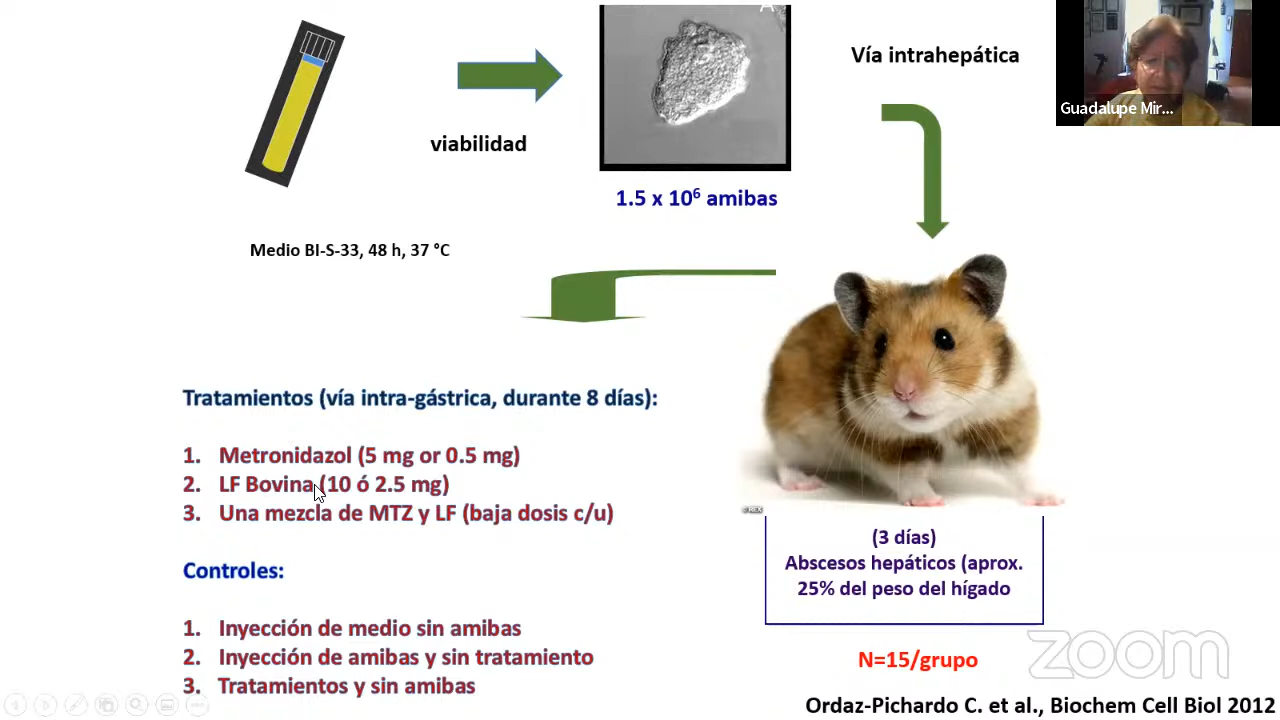 A
Vía intrahepática
Guadalupe Mir...
viabilidad
1.5 x 10⁶ amibas
Medio BI-S-33, 48 h, 37 °C
Tratamientos (vía intra-gástrica, durante 8 días):
1. Metronidazol (5 mg or 0.5 mg)
2. LF Bovina (10 ó 2.5 mg)
3. Una mezcla de MTZ y LF (baja dosis c/u)
Controles:
1. Inyección de medio sin amibas
2. Inyección de amibas y sin tratamiento
3. Tratamientos y sin amibas
© REX
(3 días)
Abscesos hepáticos (aprox.
25% del peso del hígado
N=15/grupo
zoom
Ordaz-Pichardo C. et al., Biochem Cell Biol 2012